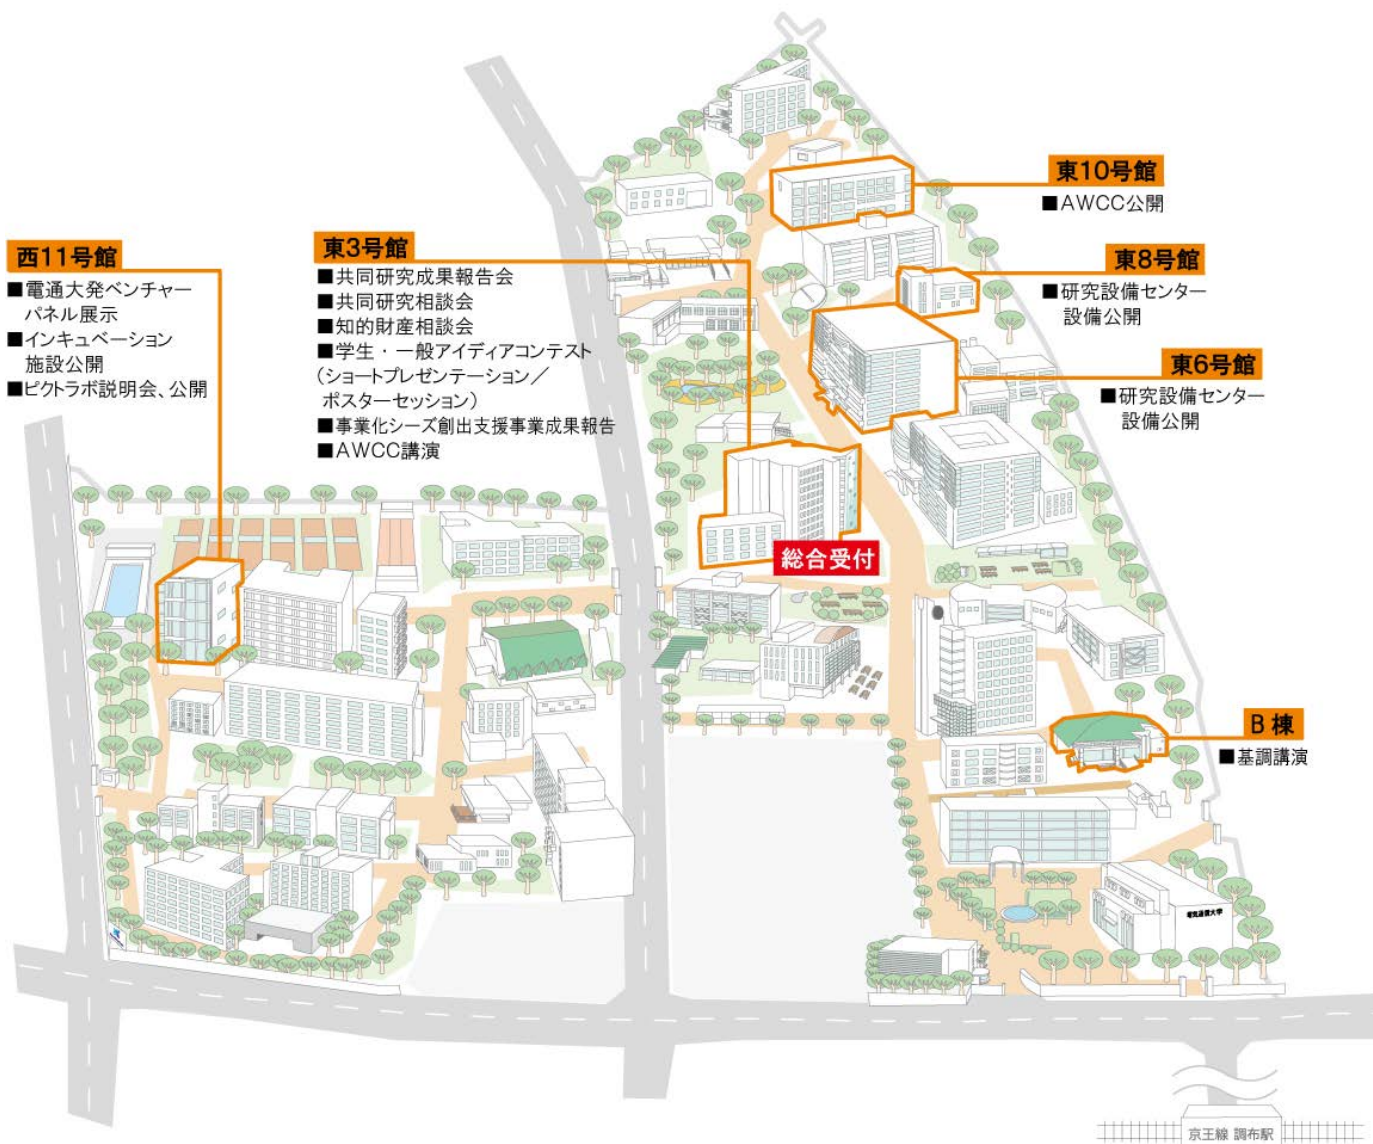 東10号館
■AWCC公開
西11号館
■電通大発ベンチャー
パネル展示
■インキュベーション
施設公開
■ピクトラボ説明会、公開
東3号館
■共同研究成果報告会
■共同研究相談会
■知的財産相談会
■学生・一般アイディアコンテスト
(ショートプレゼンテーション／
ポスターセッション)
■事業化シーズ創出支援事業成果報告
■AWCC講演
東8号館
■研究設備センター
設備公開
東6号館
■研究設備センター
設備公開
総合受付
B棟
■基調講演
電気通信大学
京王線 調布駅